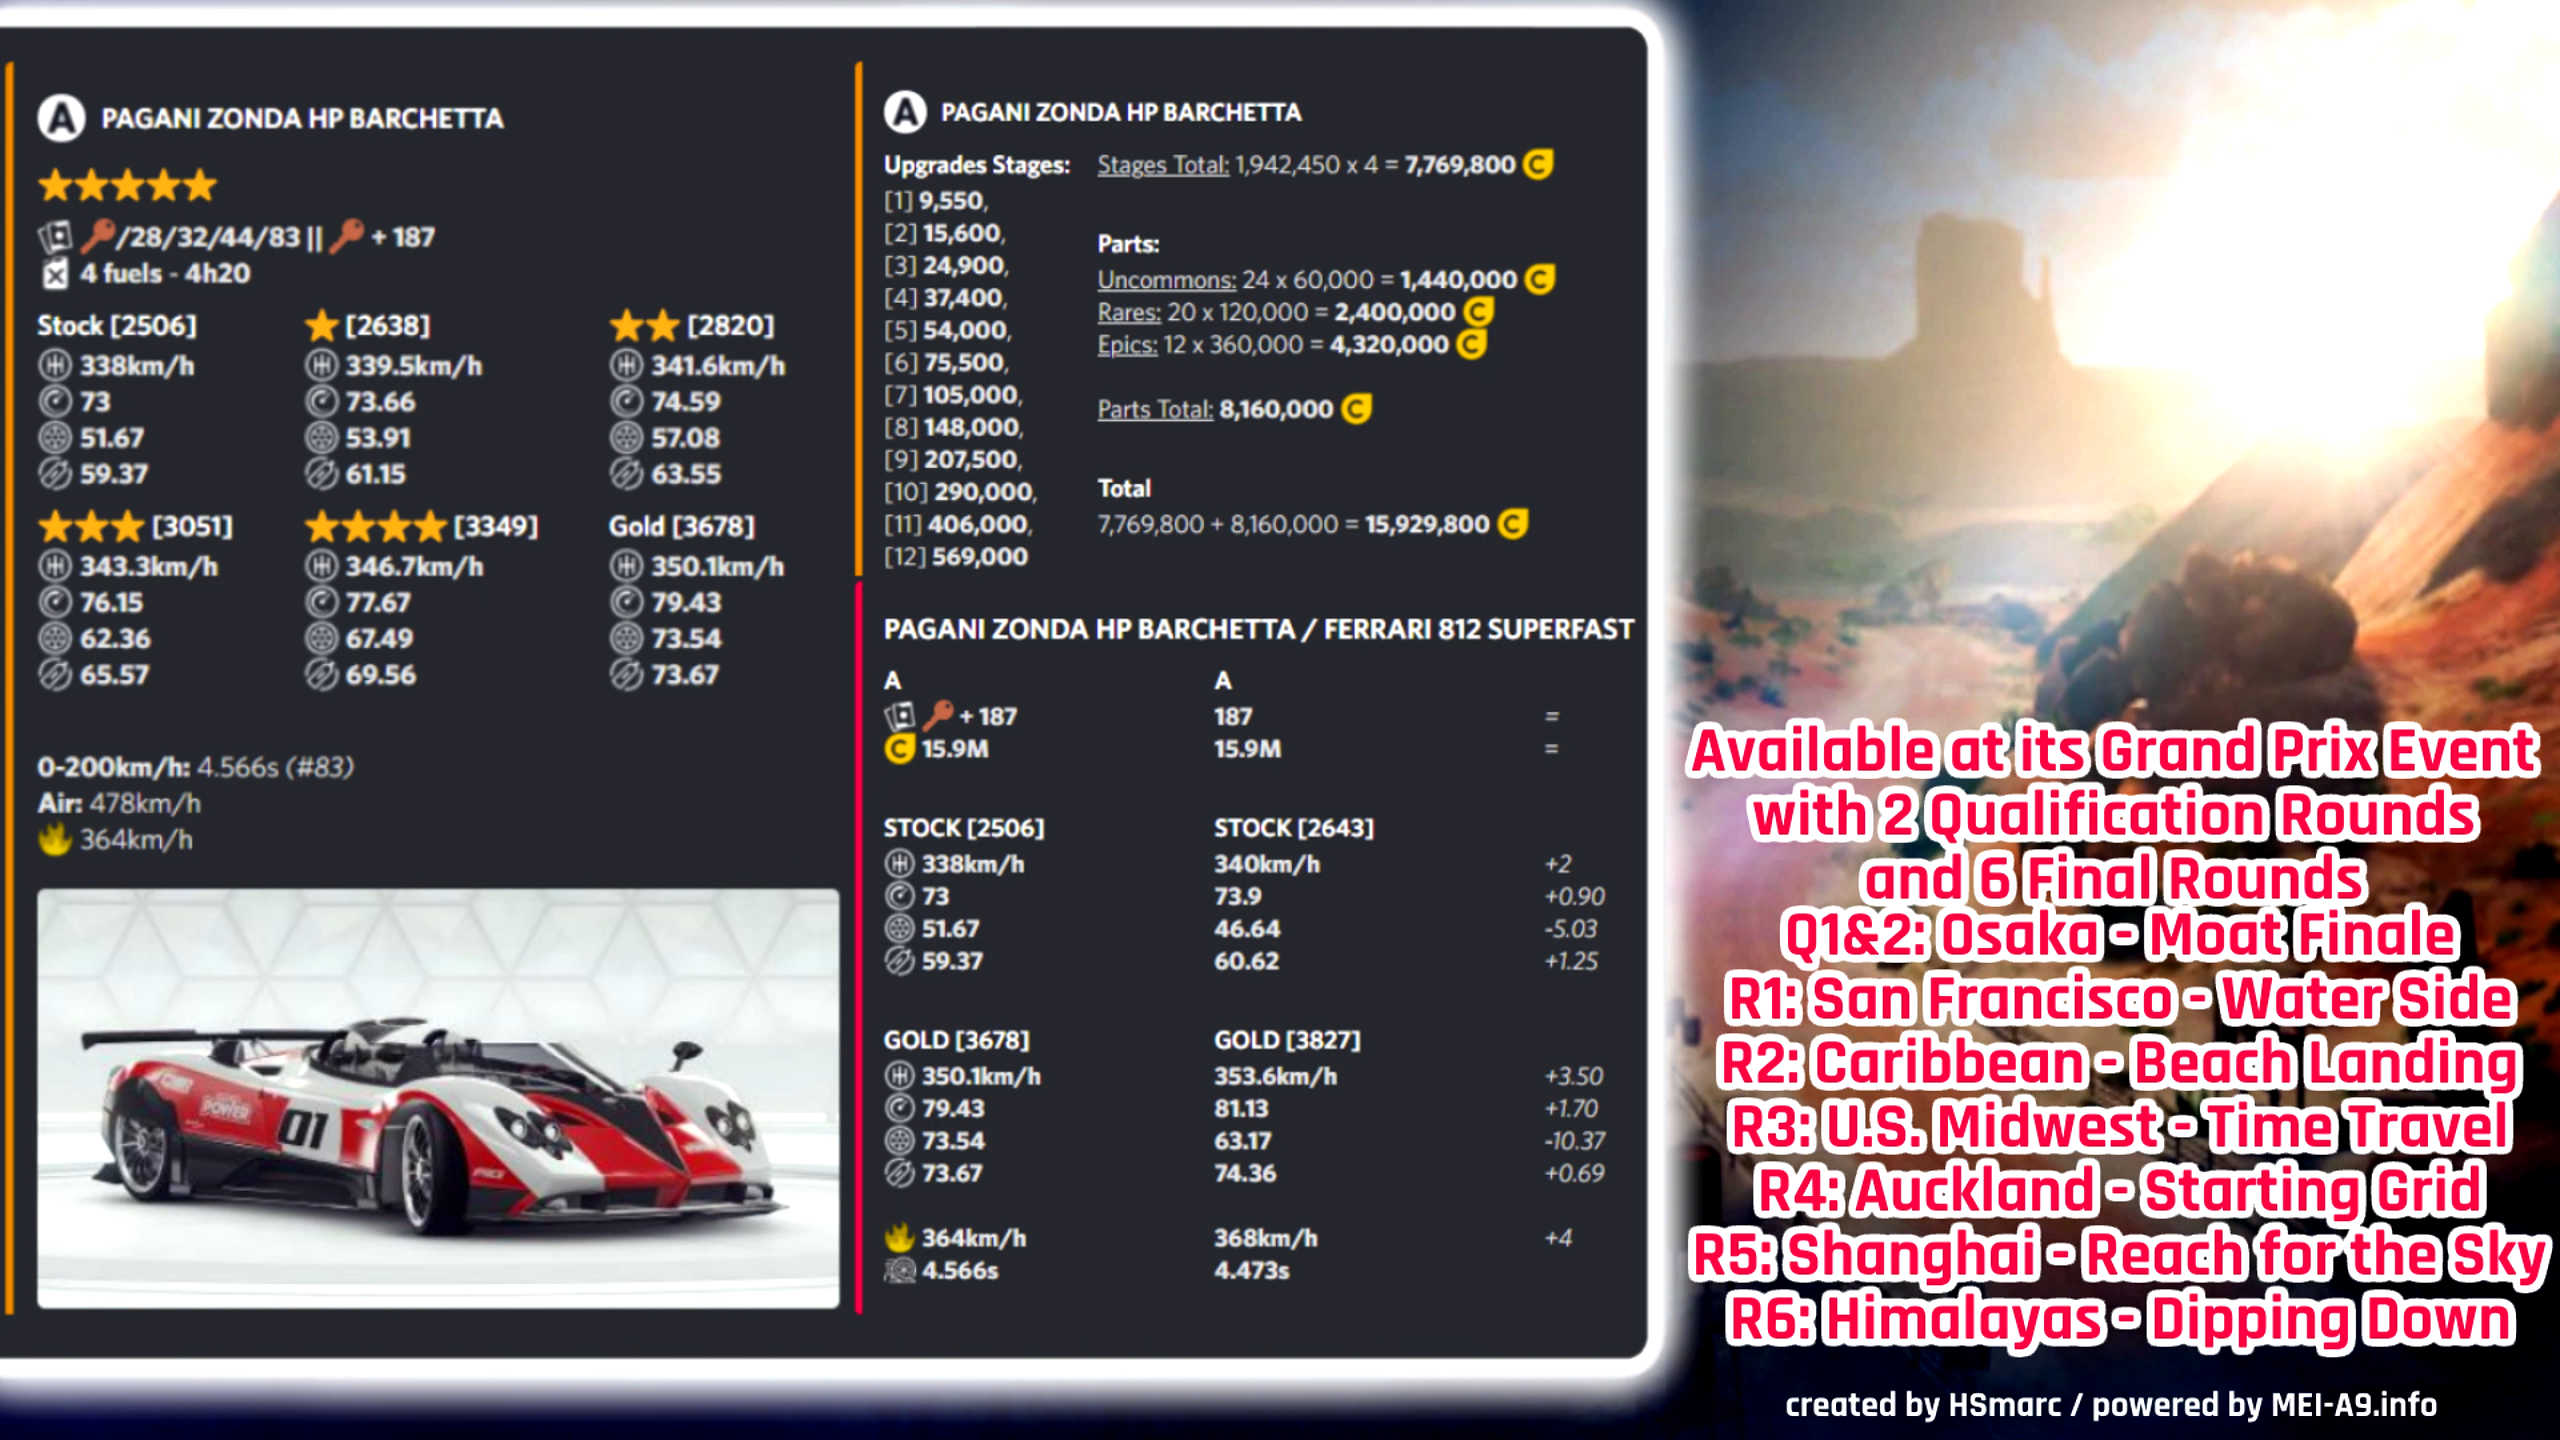 A PAGANI ZONDA HP BARCHETTA
/28/32/44/83 || + 187
4 fuels - 4h20
Stock [2506] [2638] [2820]
338km/h 339.5km/h 341.6km/h
73 73.66 74.59
51.67 53.91 57.08
59.37 61.15 63.55
[3051] [3349] Gold [3678]
343.3km/h 346.7km/h 350.1km/h
76.15 77.67 79.43
62.36 67.49 73.54
65.57 69.56 73.67
0-200km/h: 4.566s (#83)
Air: 478km/h
364km/h
POWER
01
A PAGANI ZONDA HP BARCHETTA
Upgrades Stages: Stages Total: 1,942,450 x 4 = 7,769,800 C
[1] 9,550,
[2] 15,600,
[3] 24,900,
[4] 37,400,
[5] 54,000,
[6] 75,500,
[7] 105,000,
[8] 148,000,
[9] 207,500,
[10] 290,000,
[11] 406,000,
[12] 569,000
Parts:
Uncommons: 24 x 60,000 = 1,440,000 C
Rares: 20 x 120,000 = 2,400,000 C
Epics: 12 x 360,000 = 4,320,000 C
Parts Total: 8,160,000 C
Total
7,769,800 + 8,160,000 = 15,929,800 C
PAGANI ZONDA HP BARCHETTA / FERRARI 812 SUPERFAST
A A
+ 187 187 =
C 15.9M 15.9M =
STOCK [2506] STOCK [2643]
338km/h 340km/h +2
73 73.9 +0.90
51.67 46.64 -5.03
59.37 60.62 +1.25
GOLD [3678] GOLD [3827]
350.1km/h 353.6km/h +3.50
79.43 81.13 +1.70
73.54 63.17 -10.37
73.67 74.36 +0.69
364km/h 368km/h +4
4.566s 4.473s
Available at its Grand Prix Event
with 2 Qualification Rounds
and 6 Final Rounds
Q1&2: Osaka - Moat Finale
R1: San Francisco - Water Side
R2: Caribbean - Beach Landing
R3: U.S. Midwest - Time Travel
R4: Auckland - Starting Grid
R5: Shanghai - Reach for the Sky
R6: Himalayas - Dipping Down
created by HSmarc / powered by MEI-A9.info